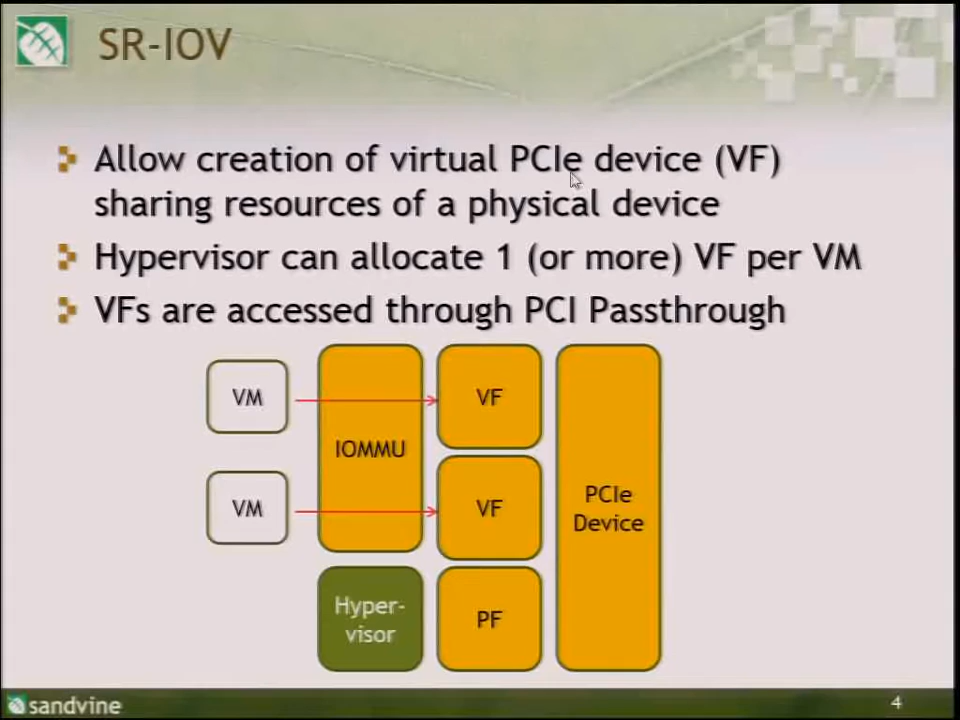 SR-IOV
Allow creation of virtual PCIe device (VF)
sharing resources of a physical device
Hypervisor can allocate 1 (or more) VF per VM
VFs are accessed through PCI Passthrough
VM
IOMMU
VF
VM
VF
PCIe
Device
Hyper-
visor
PF
sandvine
4